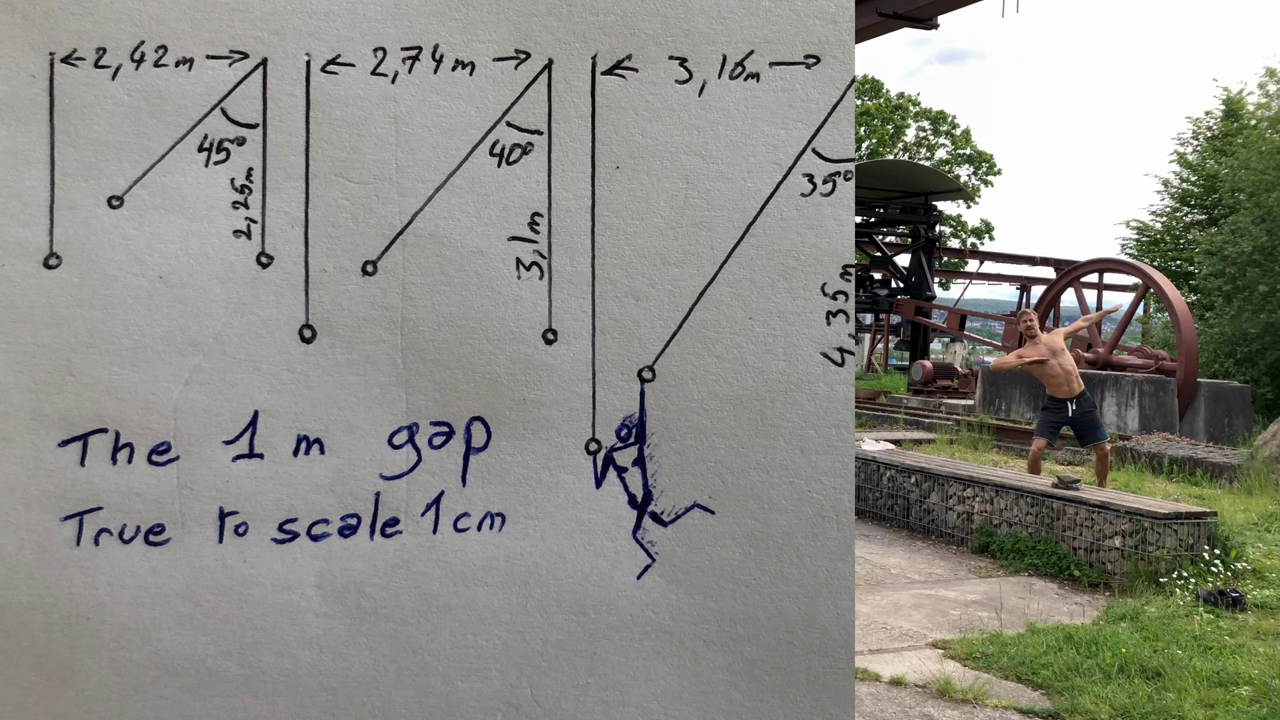 2,42m
2,74m
3,16m
45°
40°
35°
2,25m
3,1m
4,35m
The 1 m gap
True to scale 1cm